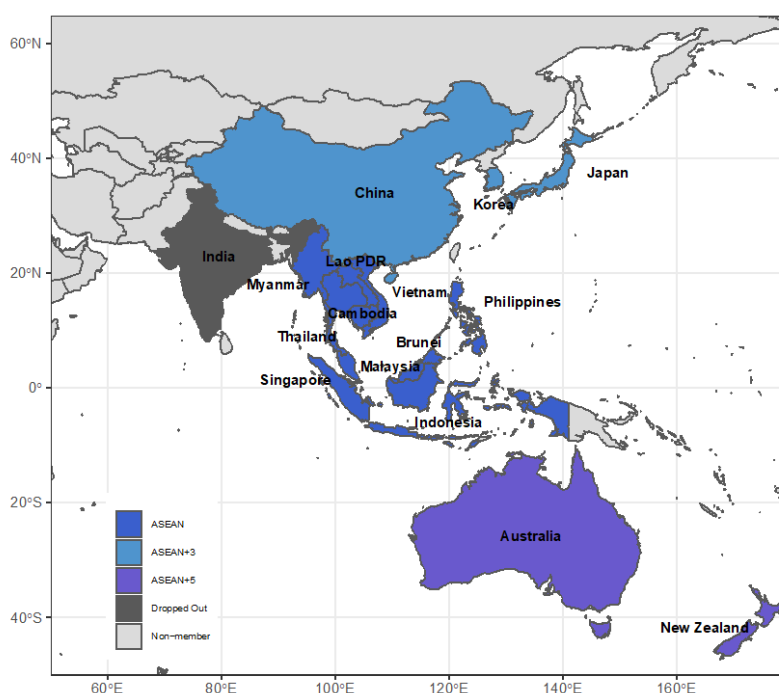 60°N
40°N
20°N
0°
20°S
40°S
China
Japan
Korea
India
Lao PDR
Myanmar
Vietnam
Philippines
Cambodia
Thailand
Brunei
Malaysia
Singapore
Indonesia
Australia
New Zealand
ASEAN
ASEAN+3
ASEAN+5
Dropped Out
Non−member
60°E
80°E
100°E
120°E
140°E
160°E